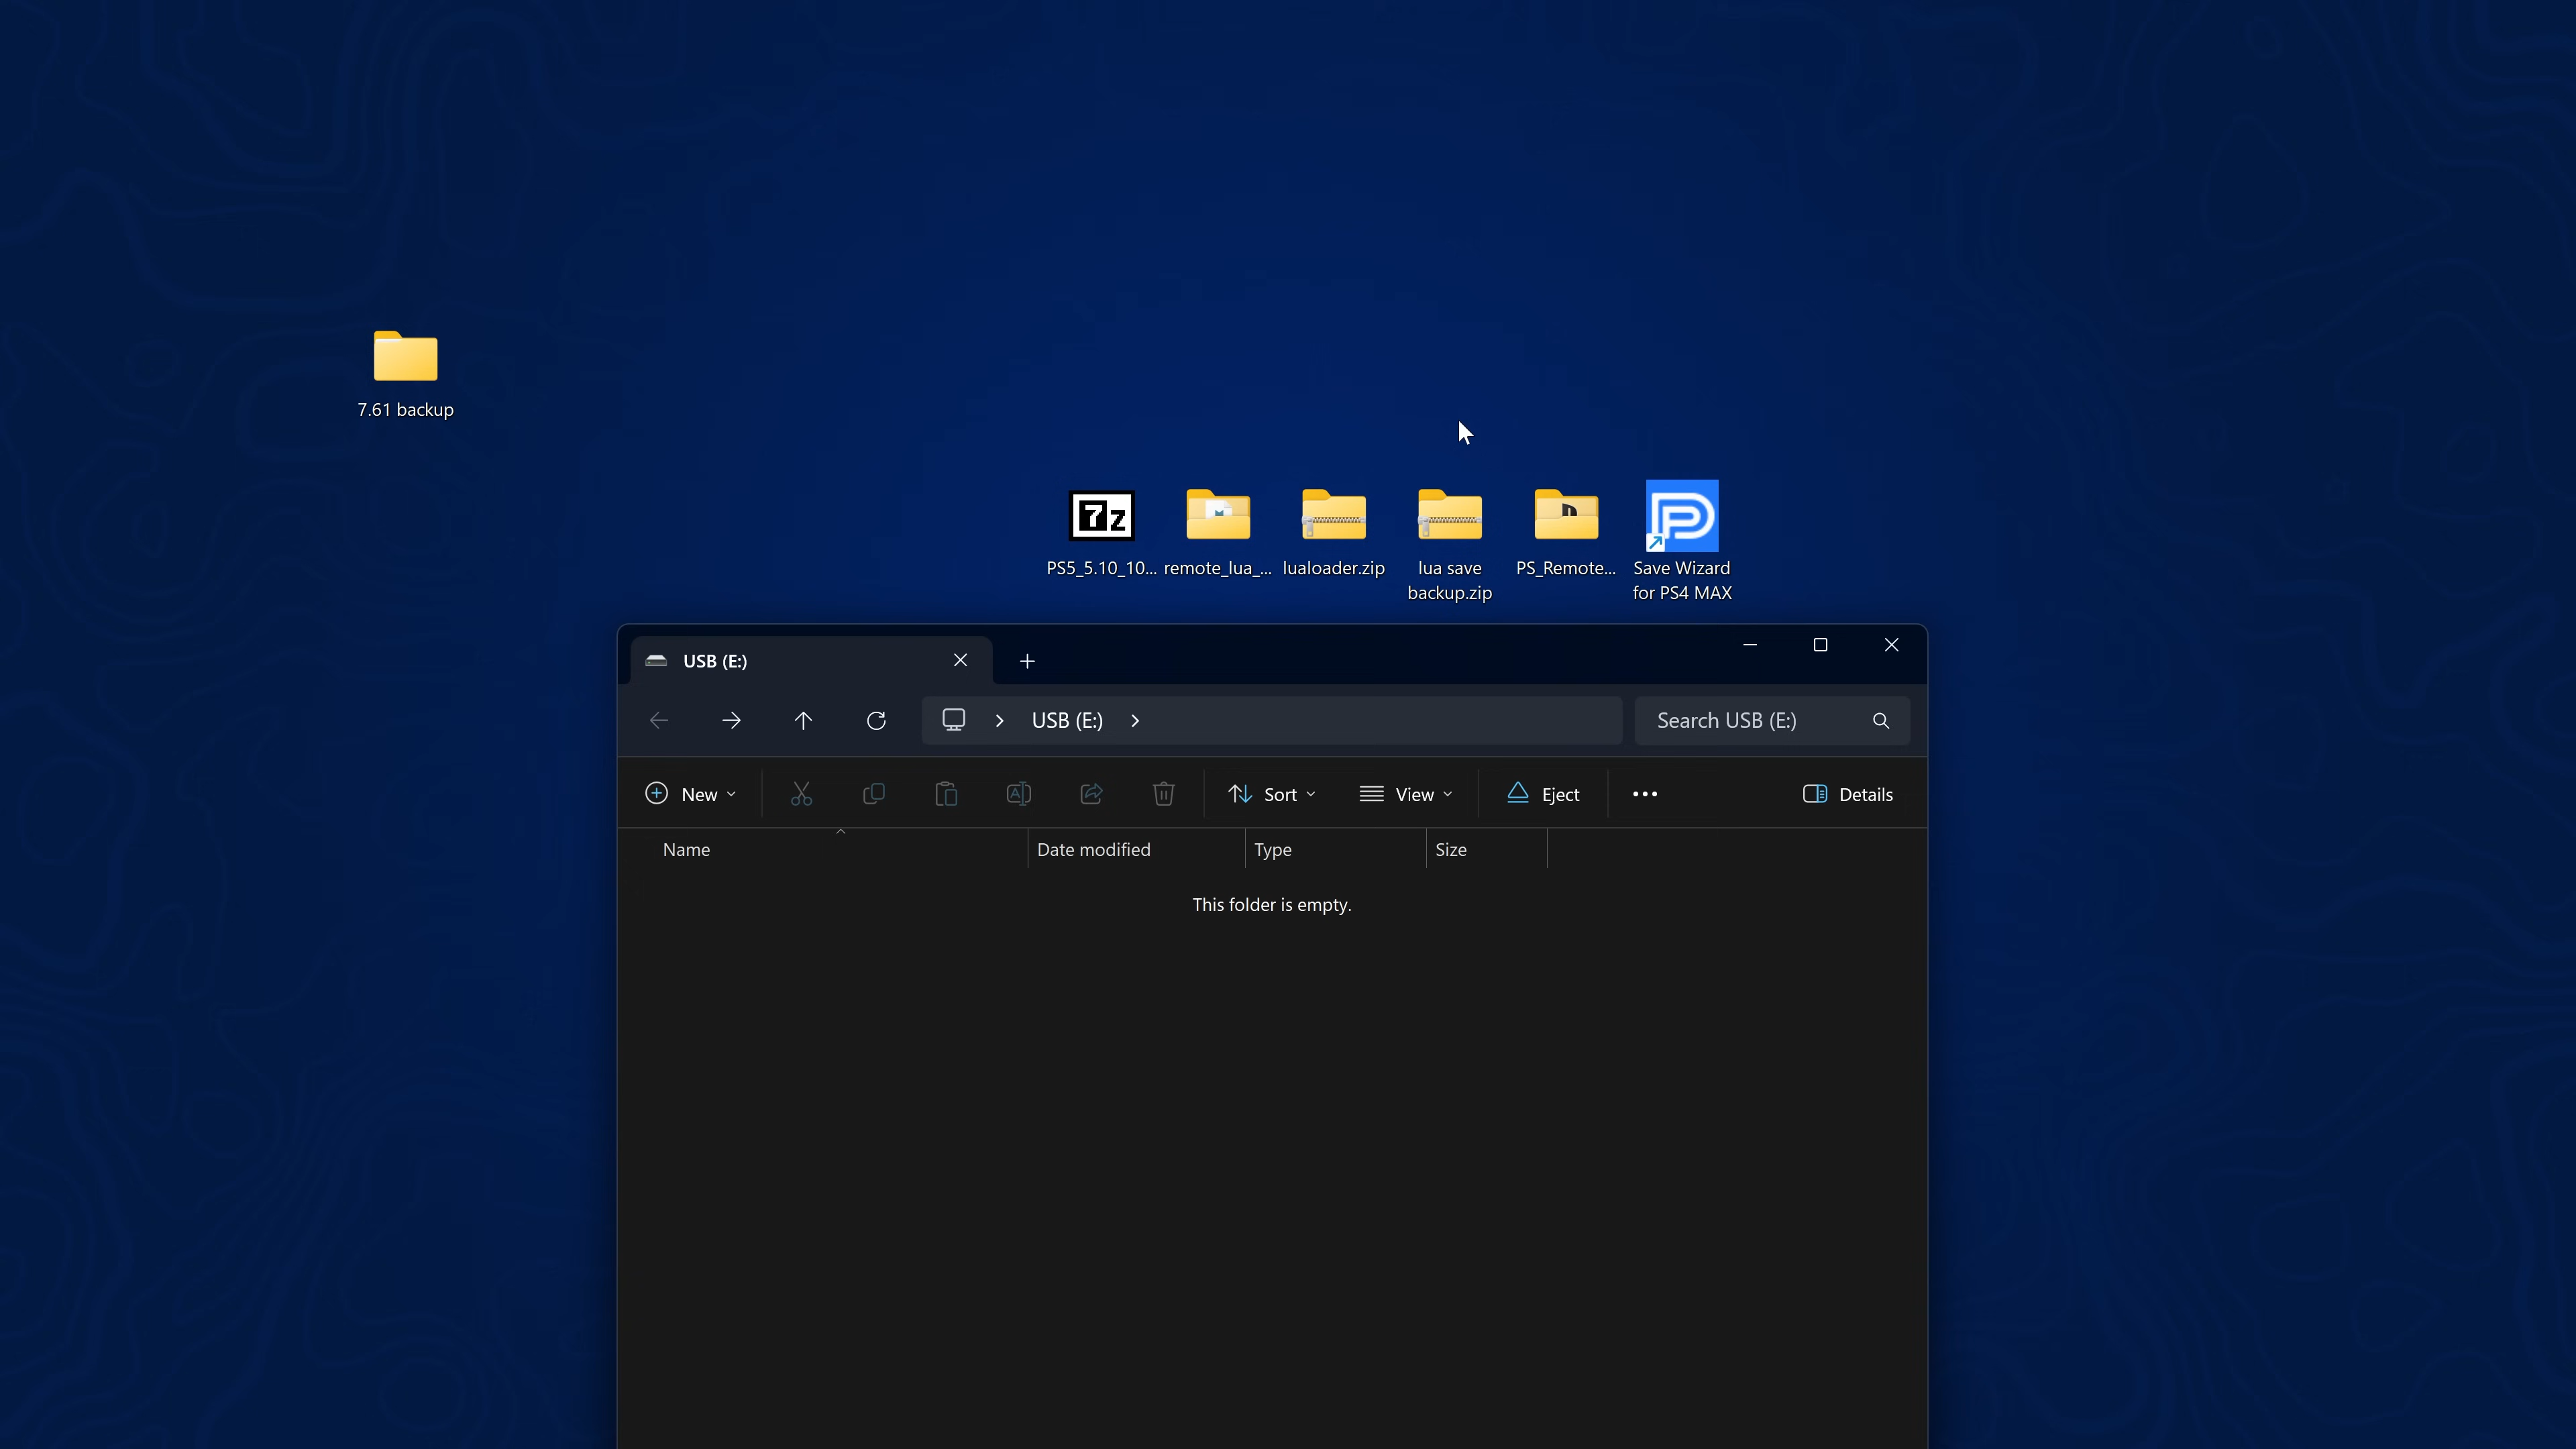 7.61 backup
7z
PS5_5.10_10...
remote_lua_...
lualoader.zip
lua save
backup.zip
PS_Remote...
Save Wizard
for PS4 MAX
USB (E:)
USB (E:)
Search USB (E:)
New
Sort
View
Eject
Details
Name
Date modified
Type
Size
This folder is empty.